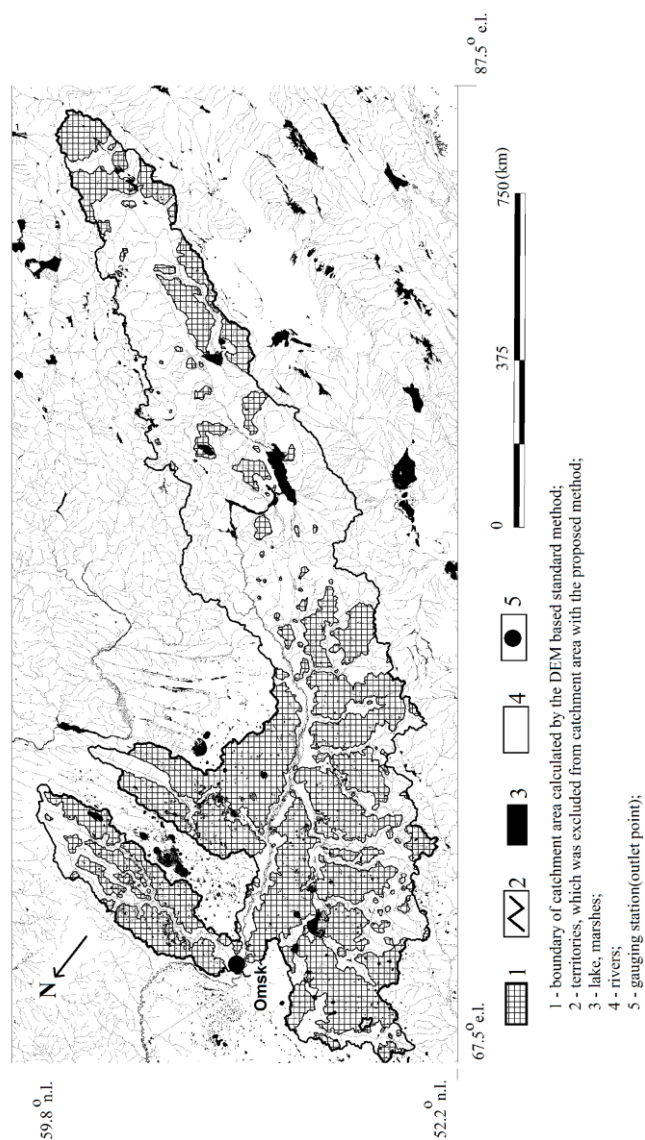 59.8° n.l.
52.2° n.l.
67.5° e.l.
87.5° e.l.
N
Omsk
0
375
750 (km)
1
2
3
4
5
1 - boundary of catchment area calculated by the DEM based standard method;
2 - territories, which was excluded from catchment area with the proposed method;
3 - lake, marshes;
4 - rivers;
5 - gauging station(outlet point);